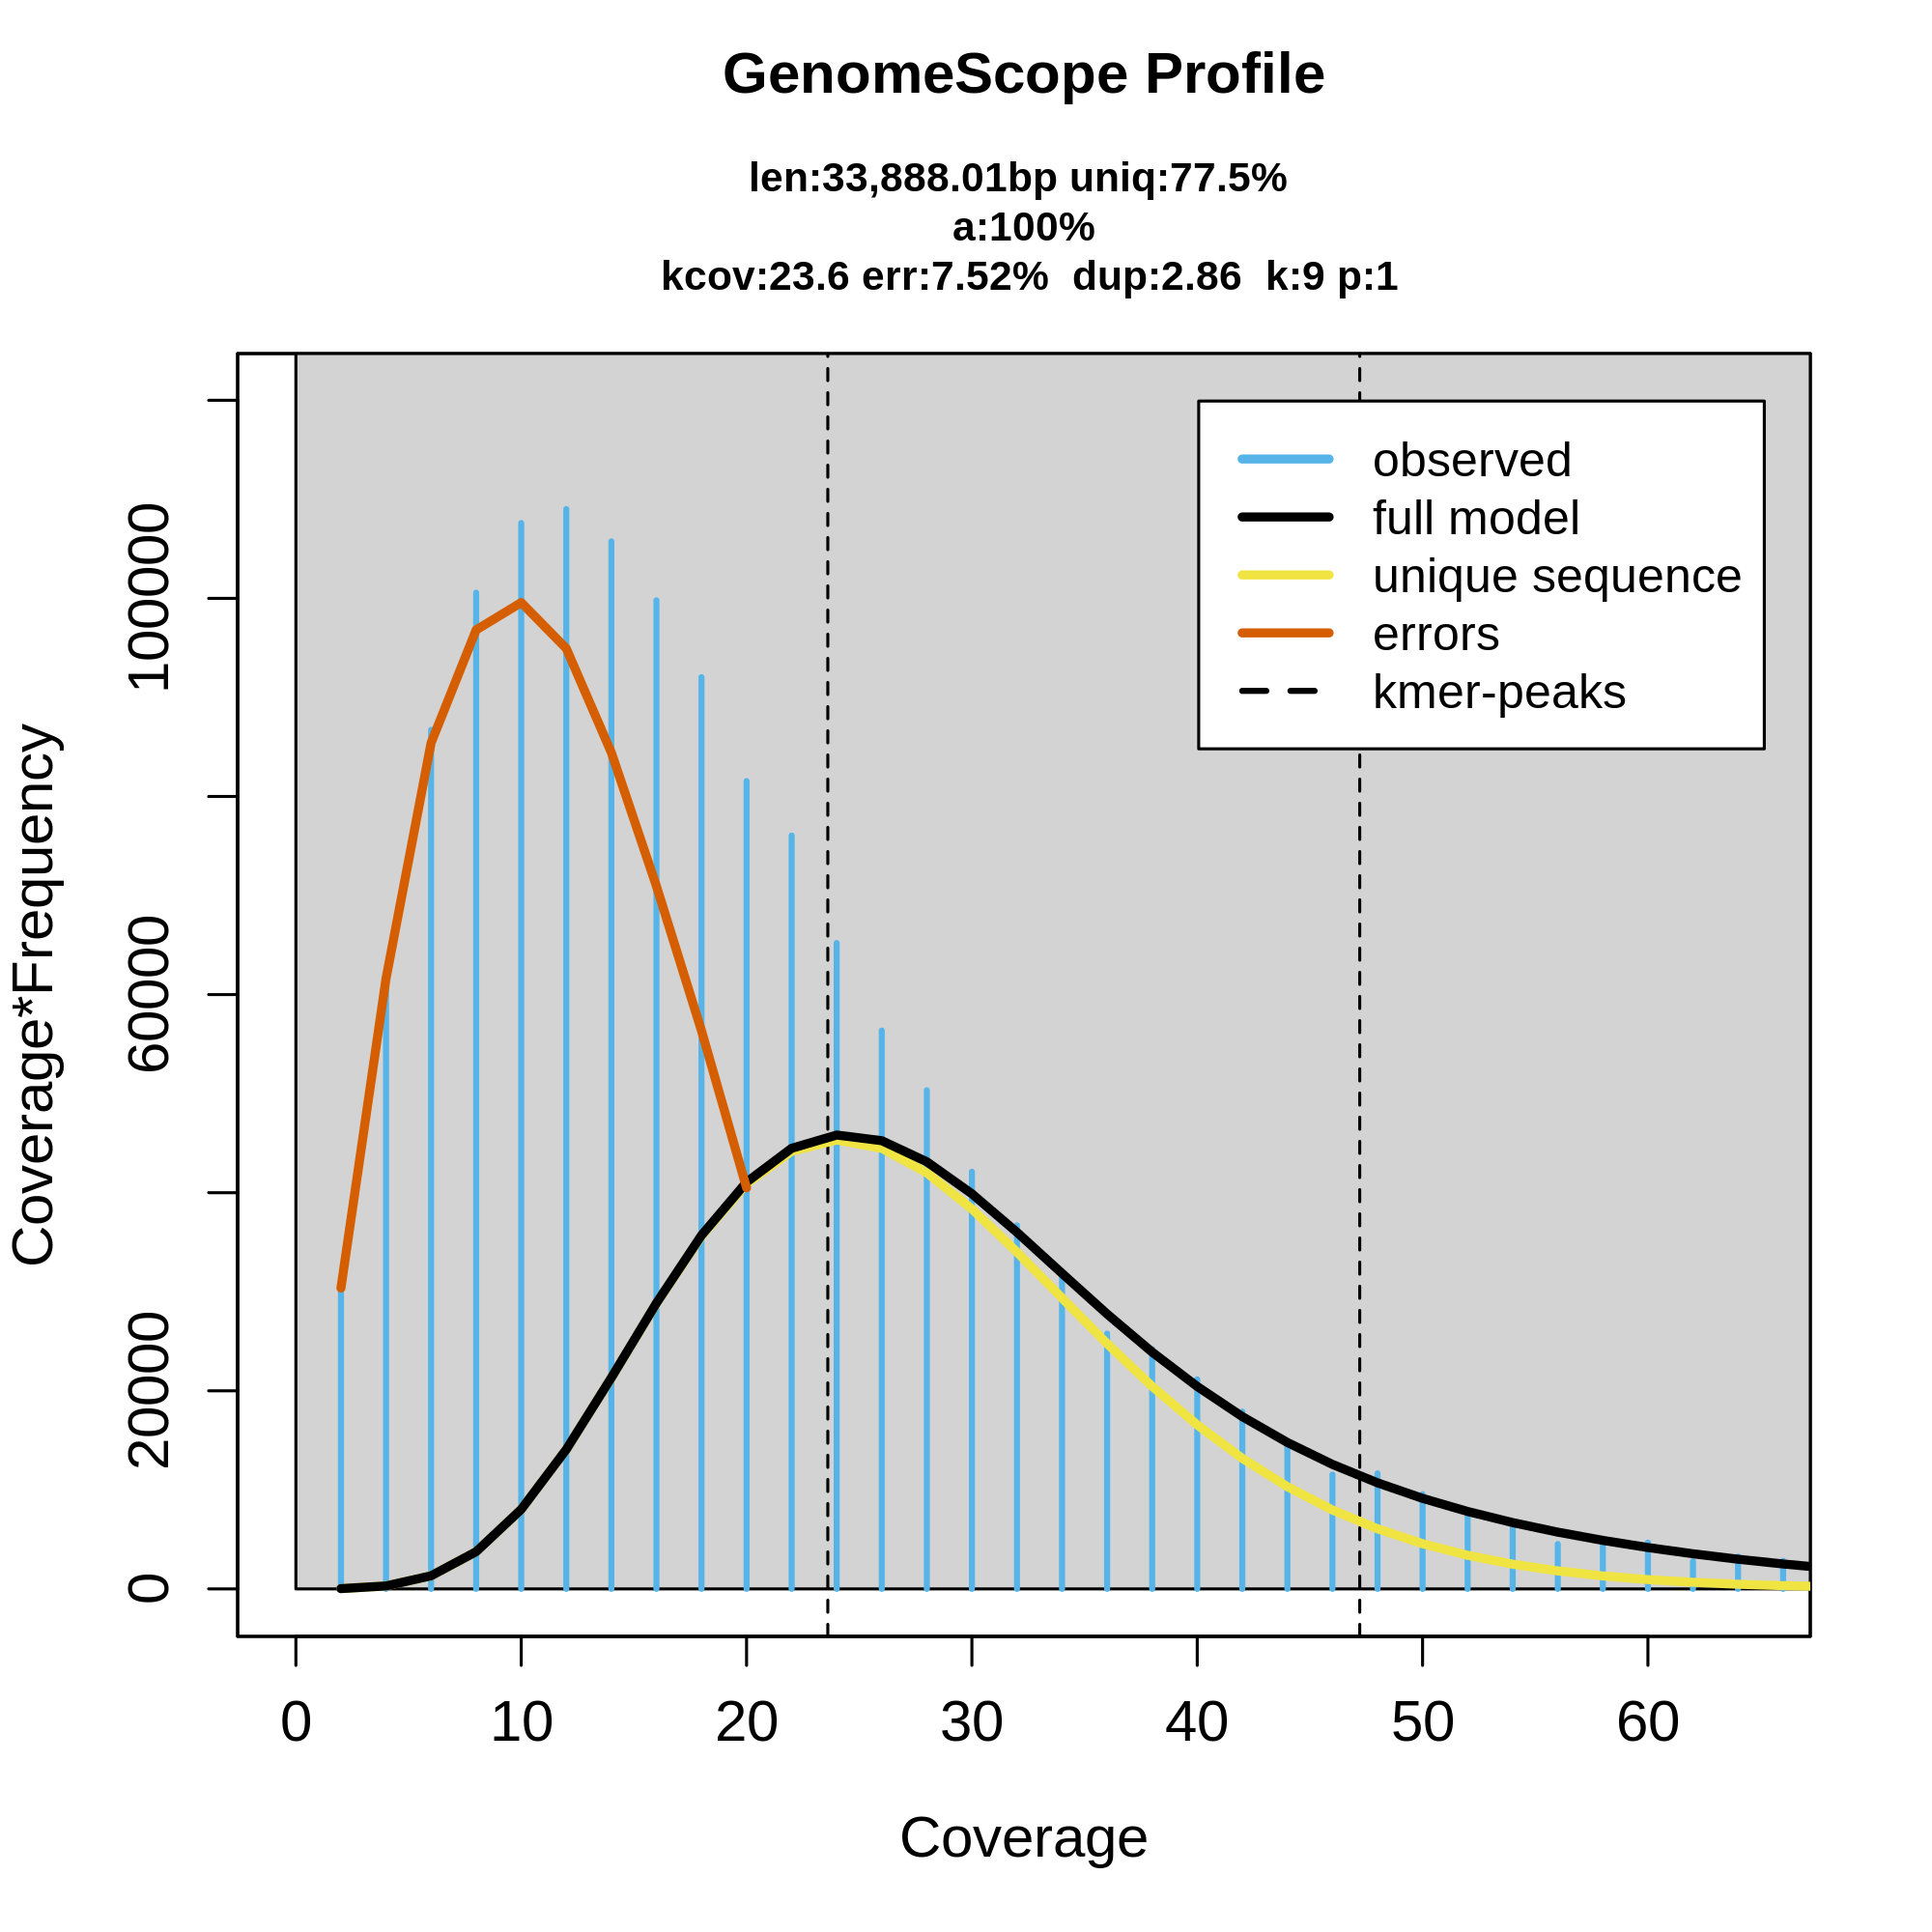 GenomeScope Profile
len:33,888.01bp uniq:77.5%
a:100%
kcov:23.6 err:7.52%  dup:2.86  k:9 p:1
observed
full model
unique sequence
errors
kmer-peaks
Coverage*Frequency
100000
60000
20000
0
0 10 20 30 40 50 60
Coverage